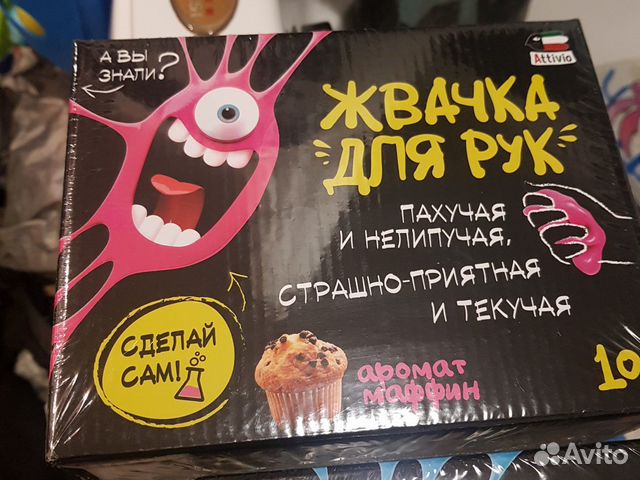 А ВЫ
ЗНАЛИ?
Attivio
ЖВАЧКА
ДЛЯ РУК
ПАХУЧАЯ
И НЕЛИПУЧАЯ,
СТРАШНО-ПРИЯТНАЯ
И ТЕКУЧАЯ
СДЕЛАЙ
САМ!
аромат
маффин
10
Avito